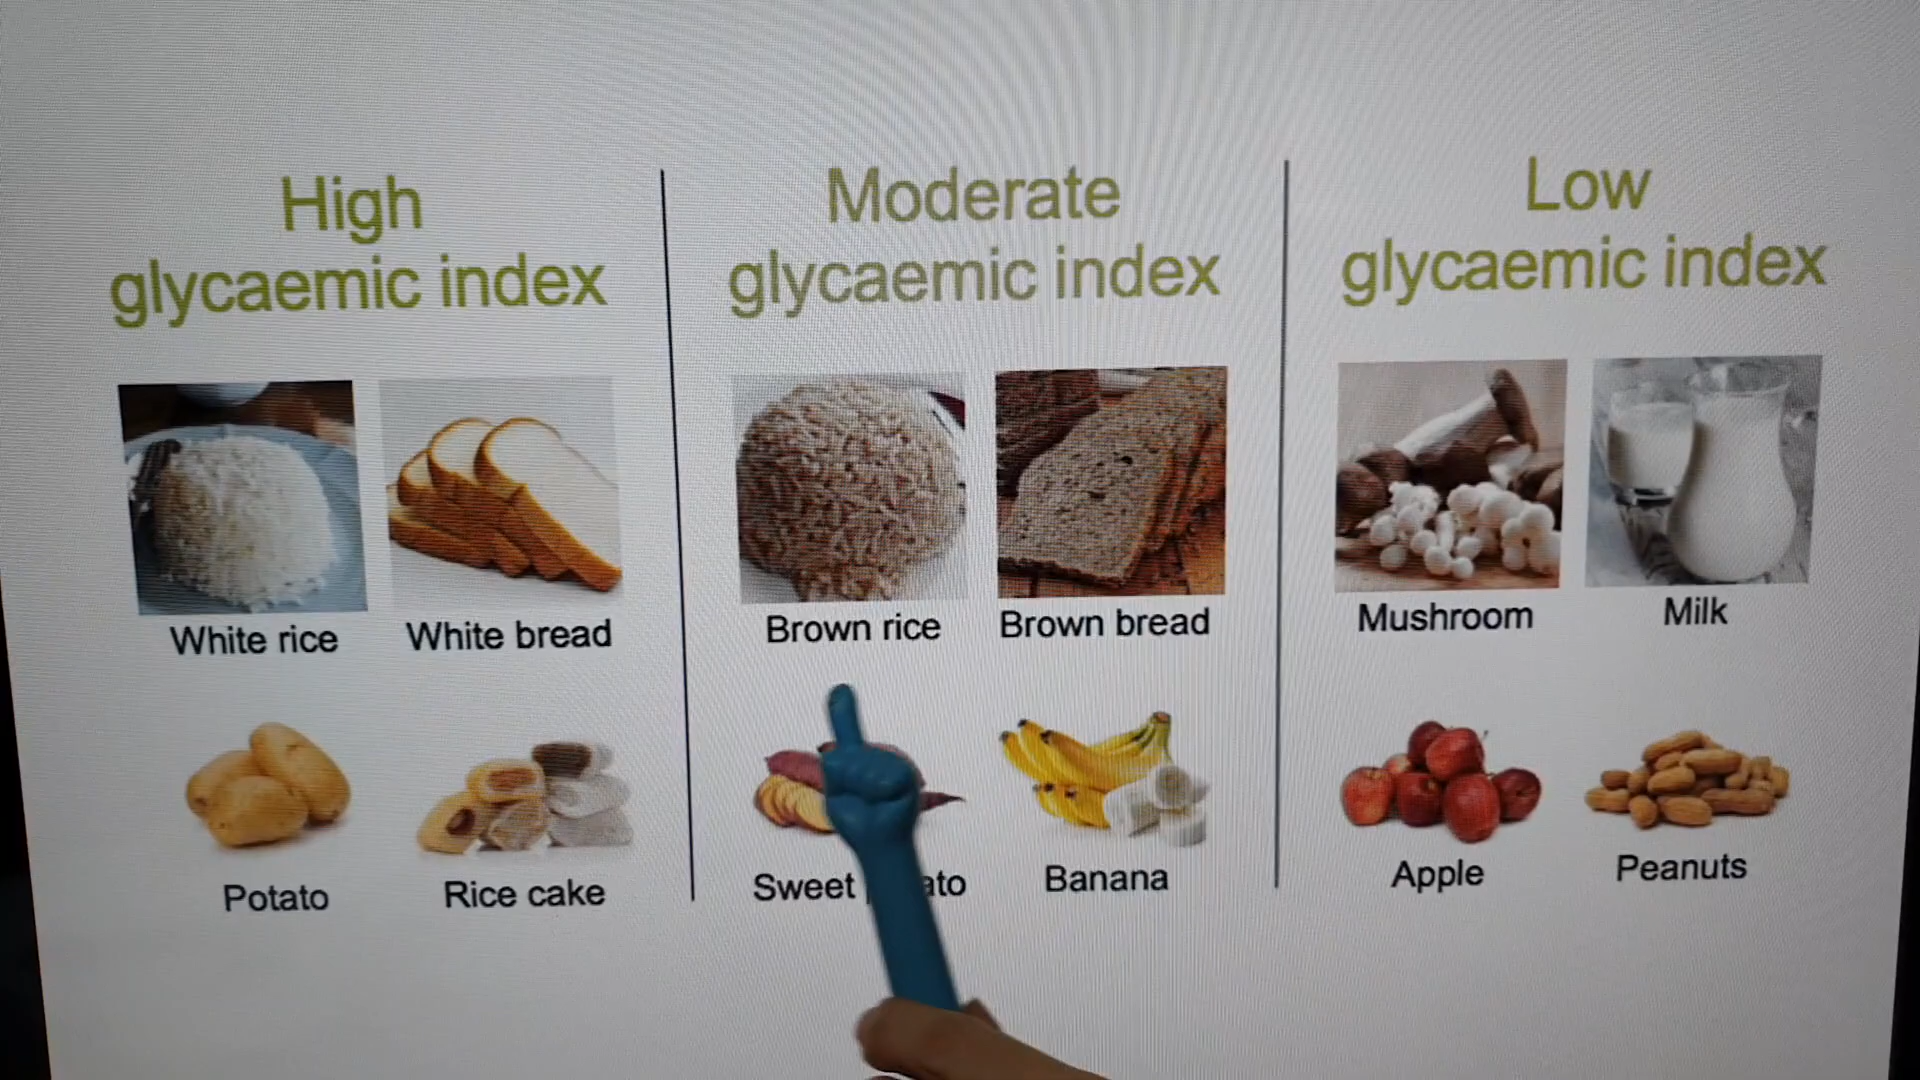 High
glycaemic index
Moderate
glycaemic index
Low
glycaemic index
White rice
White bread
Brown rice
Brown bread
Mushroom
Milk
Potato
Rice cake
Sweet
Banana
Apple
Peanuts